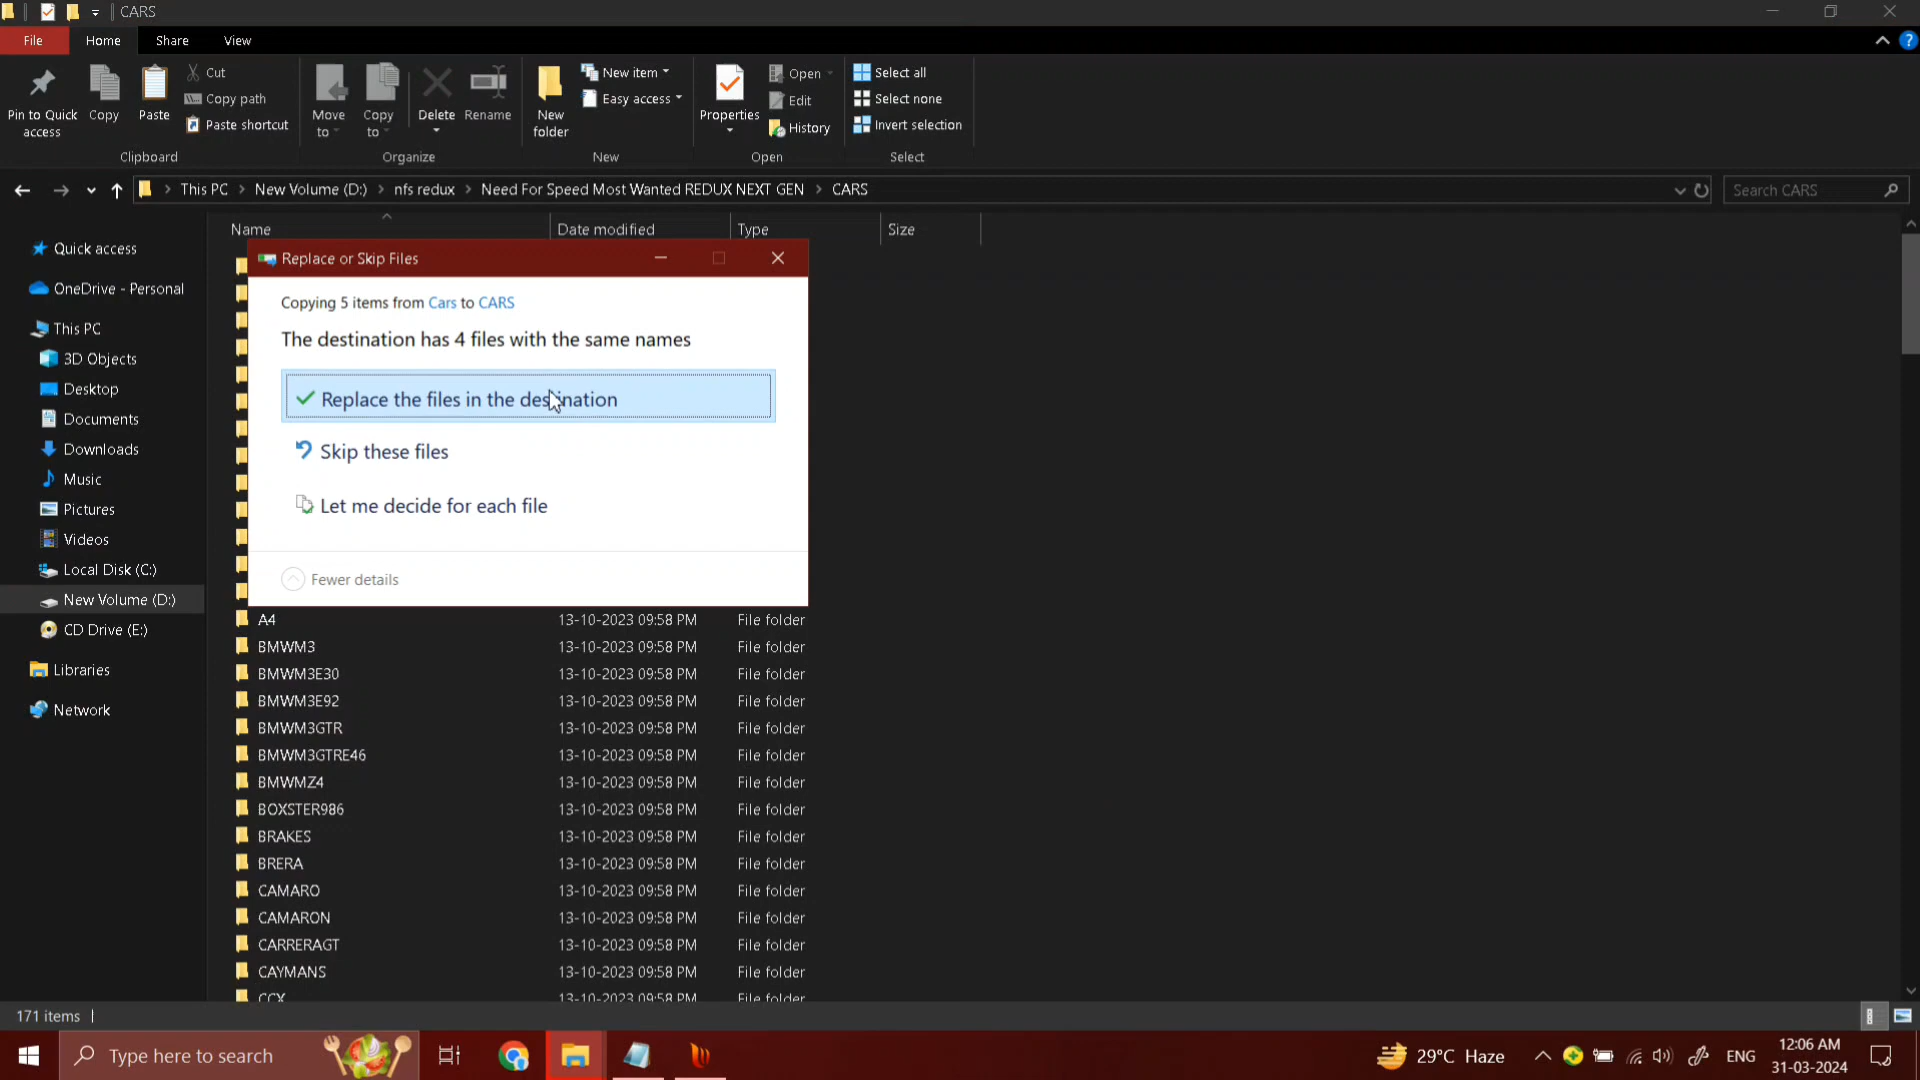 CARS
File Home Share View
Pin to Quick access
Copy
Paste
Cut
Copy path
Paste shortcut
Clipboard
Move to
Copy to
Delete
Rename
Organize
New folder
New item
Easy access
New
Properties
Open
Edit
History
Open
Select all
Select none
Invert selection
Select
This PC > New Volume (D:) > nfs redux > Need For Speed Most Wanted REDUX NEXT GEN > CARS
Search CARS
Name Date modified Type Size
Quick access
OneDrive - Personal
This PC
3D Objects
Desktop
Documents
Downloads
Music
Pictures
Videos
Local Disk (C:)
New Volume (D:)
CD Drive (E:)
Libraries
Network
Replace or Skip Files
Copying 5 items from Cars to CARS
The destination has 4 files with the same names
Replace the files in the destination
Skip these files
Let me decide for each file
Fewer details
A4 13-10-2023 09:58 PM File folder
BMWM3 13-10-2023 09:58 PM File folder
BMWM3E30 13-10-2023 09:58 PM File folder
BMWM3E92 13-10-2023 09:58 PM File folder
BMWM3GTR 13-10-2023 09:58 PM File folder
BMWM3GTRE46 13-10-2023 09:58 PM File folder
BMWMZ4 13-10-2023 09:58 PM File folder
BOXSTER986 13-10-2023 09:58 PM File folder
BRAKES 13-10-2023 09:58 PM File folder
BRERA 13-10-2023 09:58 PM File folder
CAMARO 13-10-2023 09:58 PM File folder
CAMARON 13-10-2023 09:58 PM File folder
CARRERAGT 13-10-2023 09:58 PM File folder
CAYMANS 13-10-2023 09:58 PM File folder
CCX 13-10-2023 09:58 PM File folder
171 items
Type here to search
29°C Haze
ENG
12:06 AM
31-03-2024